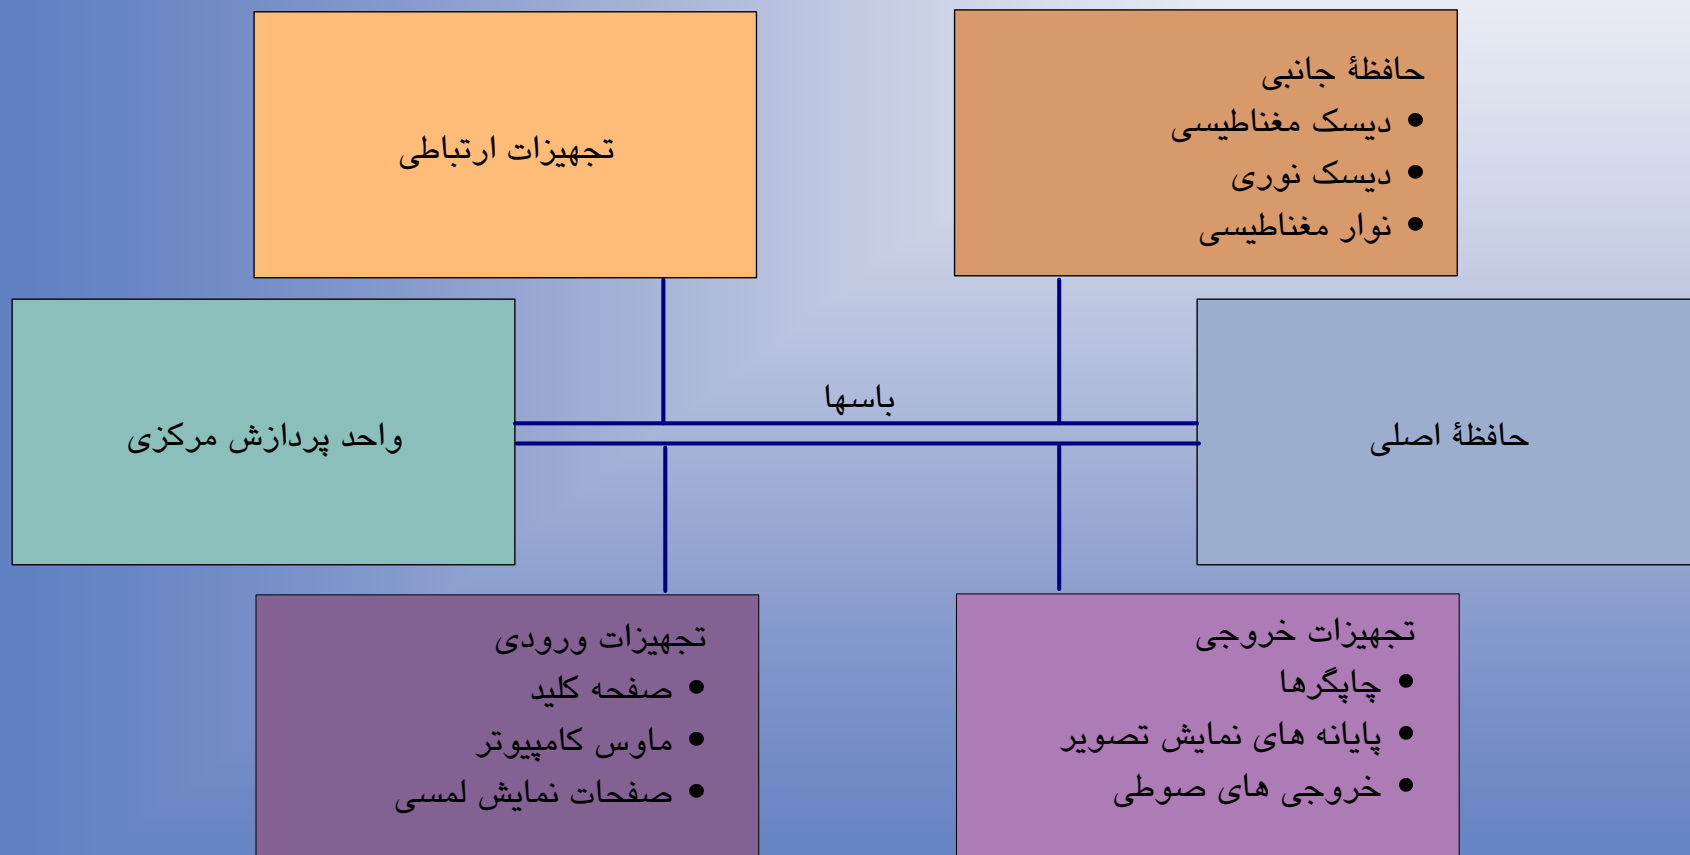 حافظهٔ جانبی
• دیسک مغناطیسی
• دیسک نوری
• نوار مغناطیسی
تجهیزات ارتباطی
باسها
حافظهٔ اصلی
واحد پردازش مرکزی
تجهیزات خروجی
• چاپگرها
• پایانه های نمایش تصویر
• خروجی های صوطی
تجهیزات ورودی
• صفحه کلید
• ماوس کامپیوتر
• صفحات نمایش لمسی